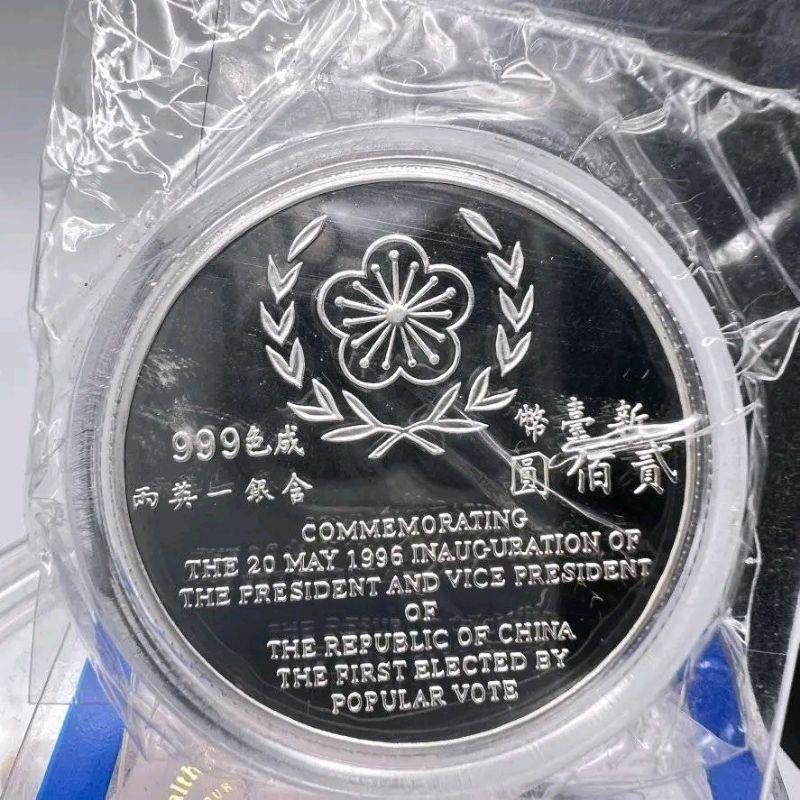 新臺幣
貳佰圓
成色999
含銀一英兩
COMMEMORATING
THE 20 MAY 1996 INAUGURATION OF
THE PRESIDENT AND VICE PRESIDENT
OF
THE REPUBLIC OF CHINA
THE FIRST ELECTED BY
POPULAR VOTE